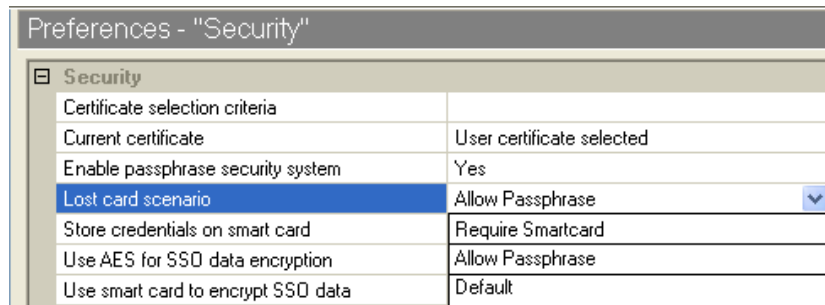 Preferences - "Security"
Security
Certificate selection criteria
Current certificate User certificate selected
Enable passphrase security system Yes
Lost card scenario Allow Passphrase
Store credentials on smart card Require Smartcard
Use AES for SSO data encryption Allow Passphrase
Use smart card to encrypt SSO data Default